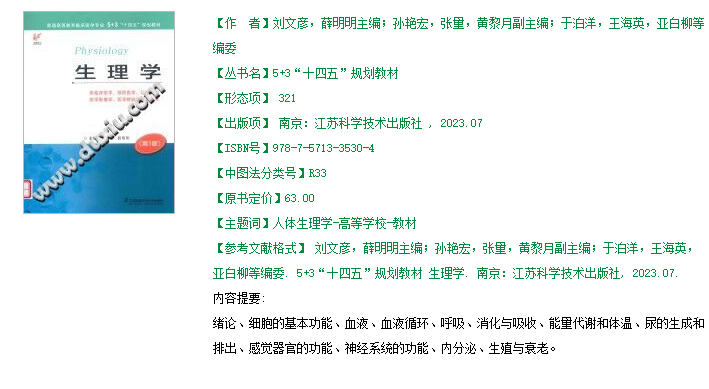 Physiology
生 理 学
(第3版)
www.duxiu.com
【作　者】刘文彦，薛明明主编；孙艳宏，张量，黄黎月副主编；于泊洋，王海英，亚白柳等
编委
【丛书名】5+3“十四五”规划教材
【形态项】 321
【出版项】 南京：江苏科学技术出版社 , 2023.07
【ISBN号】978-7-5713-3530-4
【中图法分类号】R33
【原书定价】63.00
【主题词】人体生理学-高等学校-教材
【参考文献格式】 刘文彦，薛明明主编；孙艳宏，张量，黄黎月副主编；于泊洋，王海英，
亚白柳等编委. 5+3“十四五”规划教材 生理学. 南京：江苏科学技术出版社, 2023.07.
内容提要:
绪论、细胞的基本功能、血液、血液循环、呼吸、消化与吸收、能量代谢和体温、尿的生成和
排出、感觉器官的功能、神经系统的功能、内分泌、生殖与衰老。